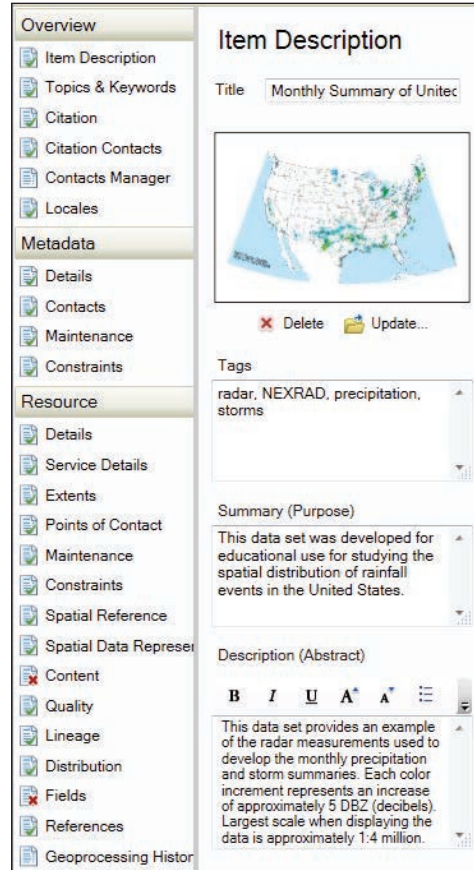 Overview
Item Description
Topics & Keywords
Citation
Citation Contacts
Contacts Manager
Locales
Metadata
Details
Contacts
Maintenance
Constraints
Resource
Details
Service Details
Extents
Points of Contact
Maintenance
Constraints
Spatial Reference
Spatial Data Represer
Content
Quality
Lineage
Distribution
Fields
References
Geoprocessing Histor
Item Description
Title Monthly Summary of Unitec
Delete Update...
Tags
radar, NEXRAD, precipitation,
storms
Summary (Purpose)
This data set was developed for
educational use for studying the
spatial distribution of rainfall
events in the United States.
Description (Abstract)
B I U A A
This data set provides an example
of the radar measurements used to
develop the monthly precipitation
and storm summaries. Each color
increment represents an increase
of approximately 5 DBZ (decibels).
Largest scale when displaying the
data is approximately 1:4 million.